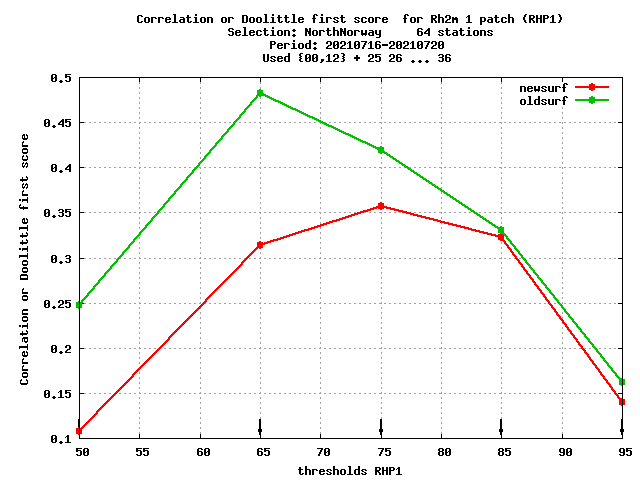 Correlation or Doolittle first score  for Rh2m 1 patch (RHP1)
Selection: NorthNorway     64 stations
Period: 20210716-20210720
Used {00,12} + 25 26 ... 36
newsurf
oldsurf
Correlation or Doolittle first score
0.5
0.45
0.4
0.35
0.3
0.25
0.2
0.15
0.1
50 55 60 65 70 75 80 85 90 95
thresholds RHP1